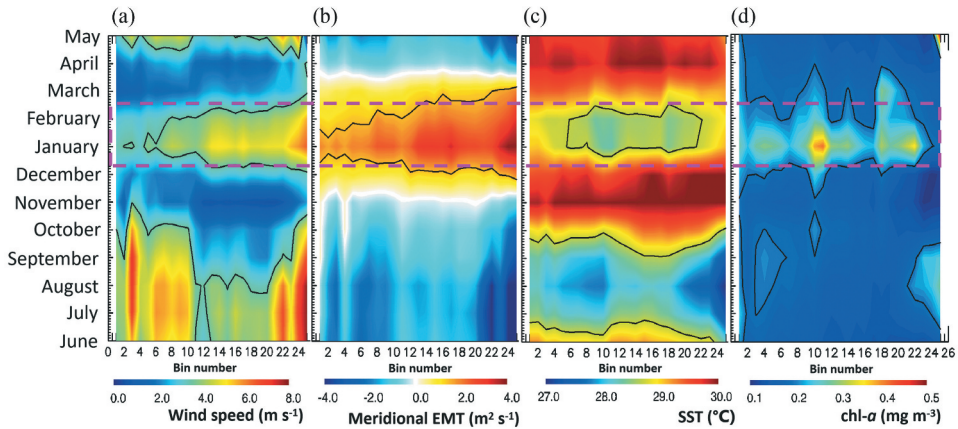 (a) (b) (c) (d)
May
April
March
February
January
December
November
October
September
August
July
June
0 2 4 6 8 10 12 14 16 18 20 22 24 0 2 4 6 8 10 12 14 16 18 20 22 24 0 2 4 6 8 10 12 14 16 18 20 22 24 0 2 4 6 8 10 12 14 16 18 20 22 24 26
Bin number Bin number Bin number Bin number
0.0 2.0 4.0 6.0 8.0 -4.0 -2.0 0.0 2.0 4.0 27.0 28.0 29.0 30.0 0.1 0.2 0.3 0.4 0.5
Wind speed (m s⁻¹) Meridional EMT (m² s⁻¹) SST (°C) chl-a (mg m⁻³)